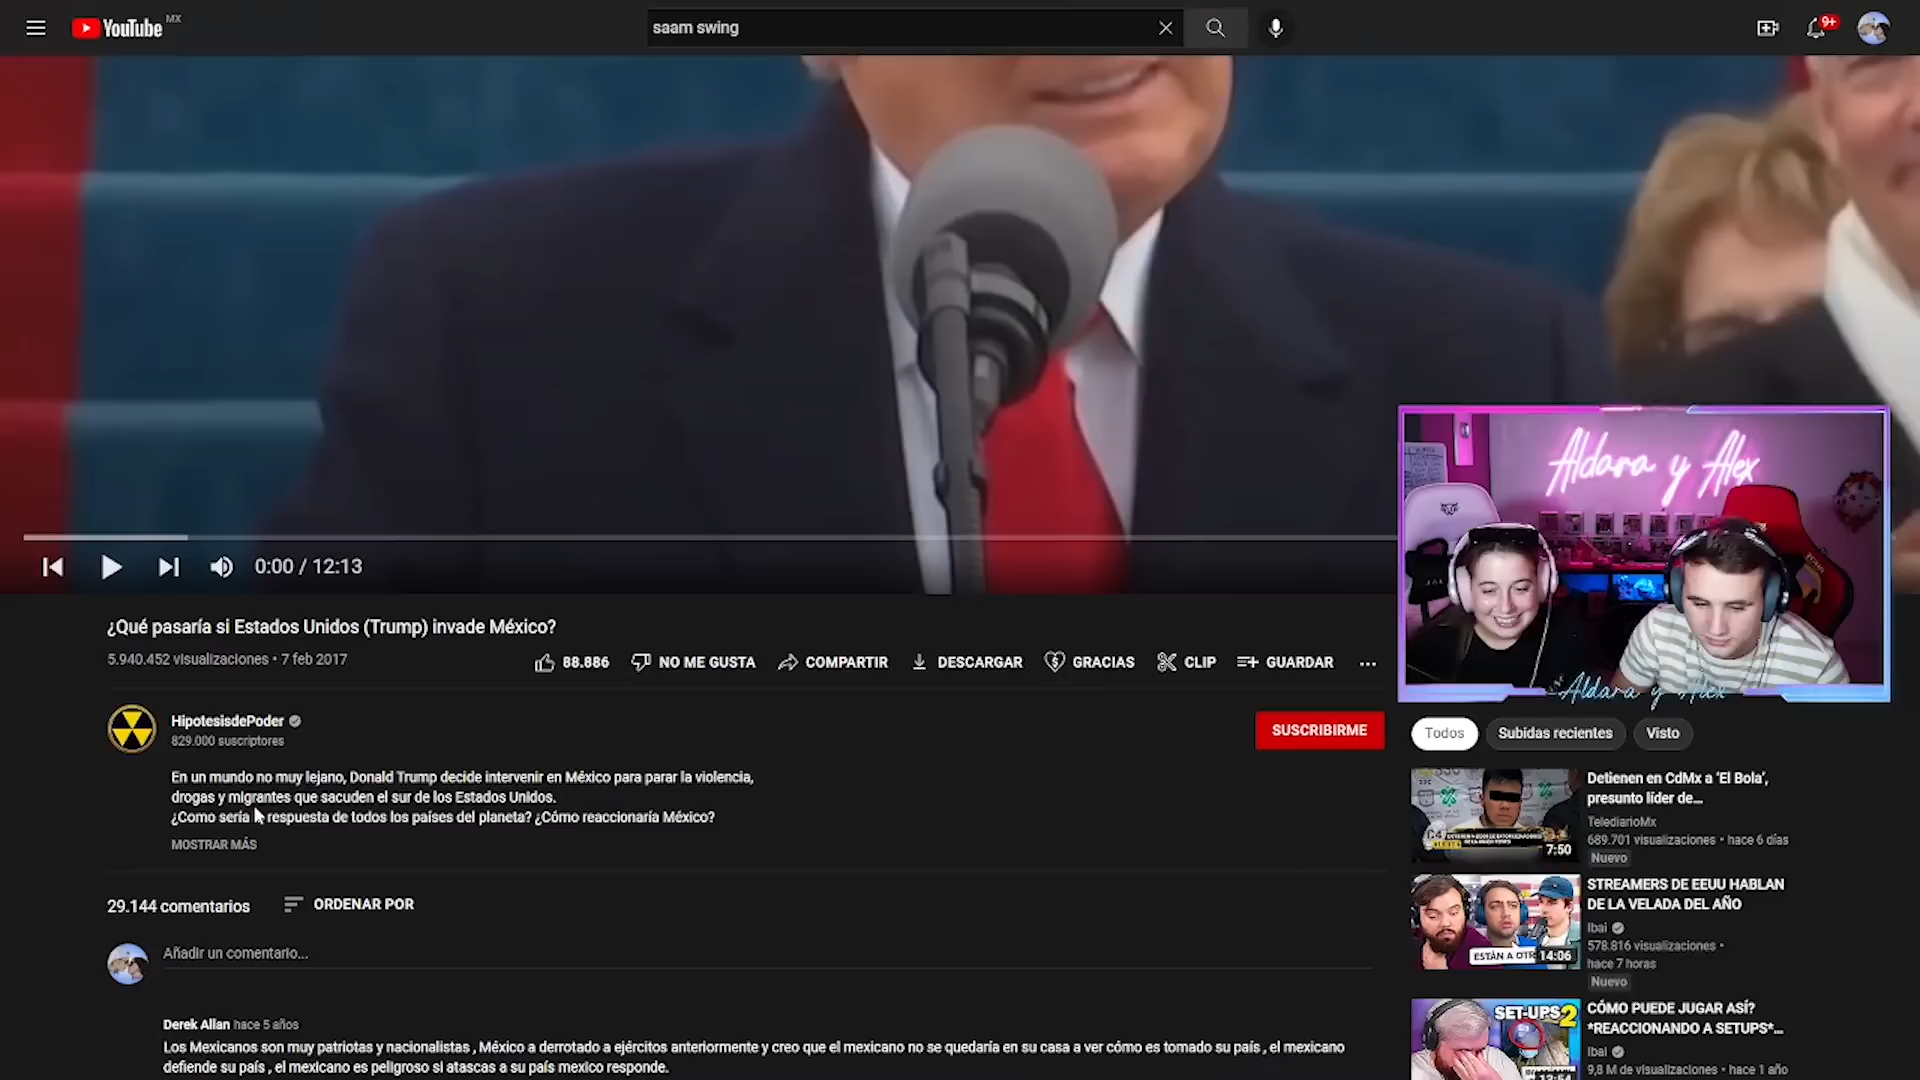 YouTube MX
saam swing
9+
Aldara y Alex
0:00 / 12:13
Aldara y Alex
¿Qué pasaría si Estados Unidos (Trump) invade México?
5.940.452 visualizaciones • 7 feb 2017
88.886
NO ME GUSTA
COMPARTIR
DESCARGAR
GRACIAS
CLIP
GUARDAR
HipotesisdePoder
829.000 suscriptores
SUSCRIBIRME
En un mundo no muy lejano, Donald Trump decide intervenir en México para parar la violencia,
drogas y migrantes que sacuden el sur de los Estados Unidos.
¿Como sería respuesta de todos los países del planeta? ¿Cómo reaccionaría México?
MOSTRAR MÁS
29.144 comentarios
ORDENAR POR
Añadir un comentario...
Derek Allan hace 5 años
Los Mexicanos son muy patriotas y nacionalistas , México a derrotado a ejércitos anteriormente y creo que el mexicano no se quedaría en su casa a ver cómo es tomado su país , el mexicano
defiende su país , el mexicano es peligroso si atascas a su país mexico responde.
Todos
Subidas recientes
Visto
7:50
Detienen en CdMx a ‘El Bola’,
presunto líder de...
TelediarioMx
689.701 visualizaciones • hace 6 días
Nuevo
ESTÁN A OTR
14:06
STREAMERS DE EEUU HABLAN
DE LA VELADA DEL AÑO
Ibai
578.816 visualizaciones •
hace 7 horas
Nuevo
SET-UPS 2
CÓMO PUEDE JUGAR ASÍ?
*REACCIONANDO A SETUPS*...
Ibai
9,8 M de visualizaciones • hace 1 año